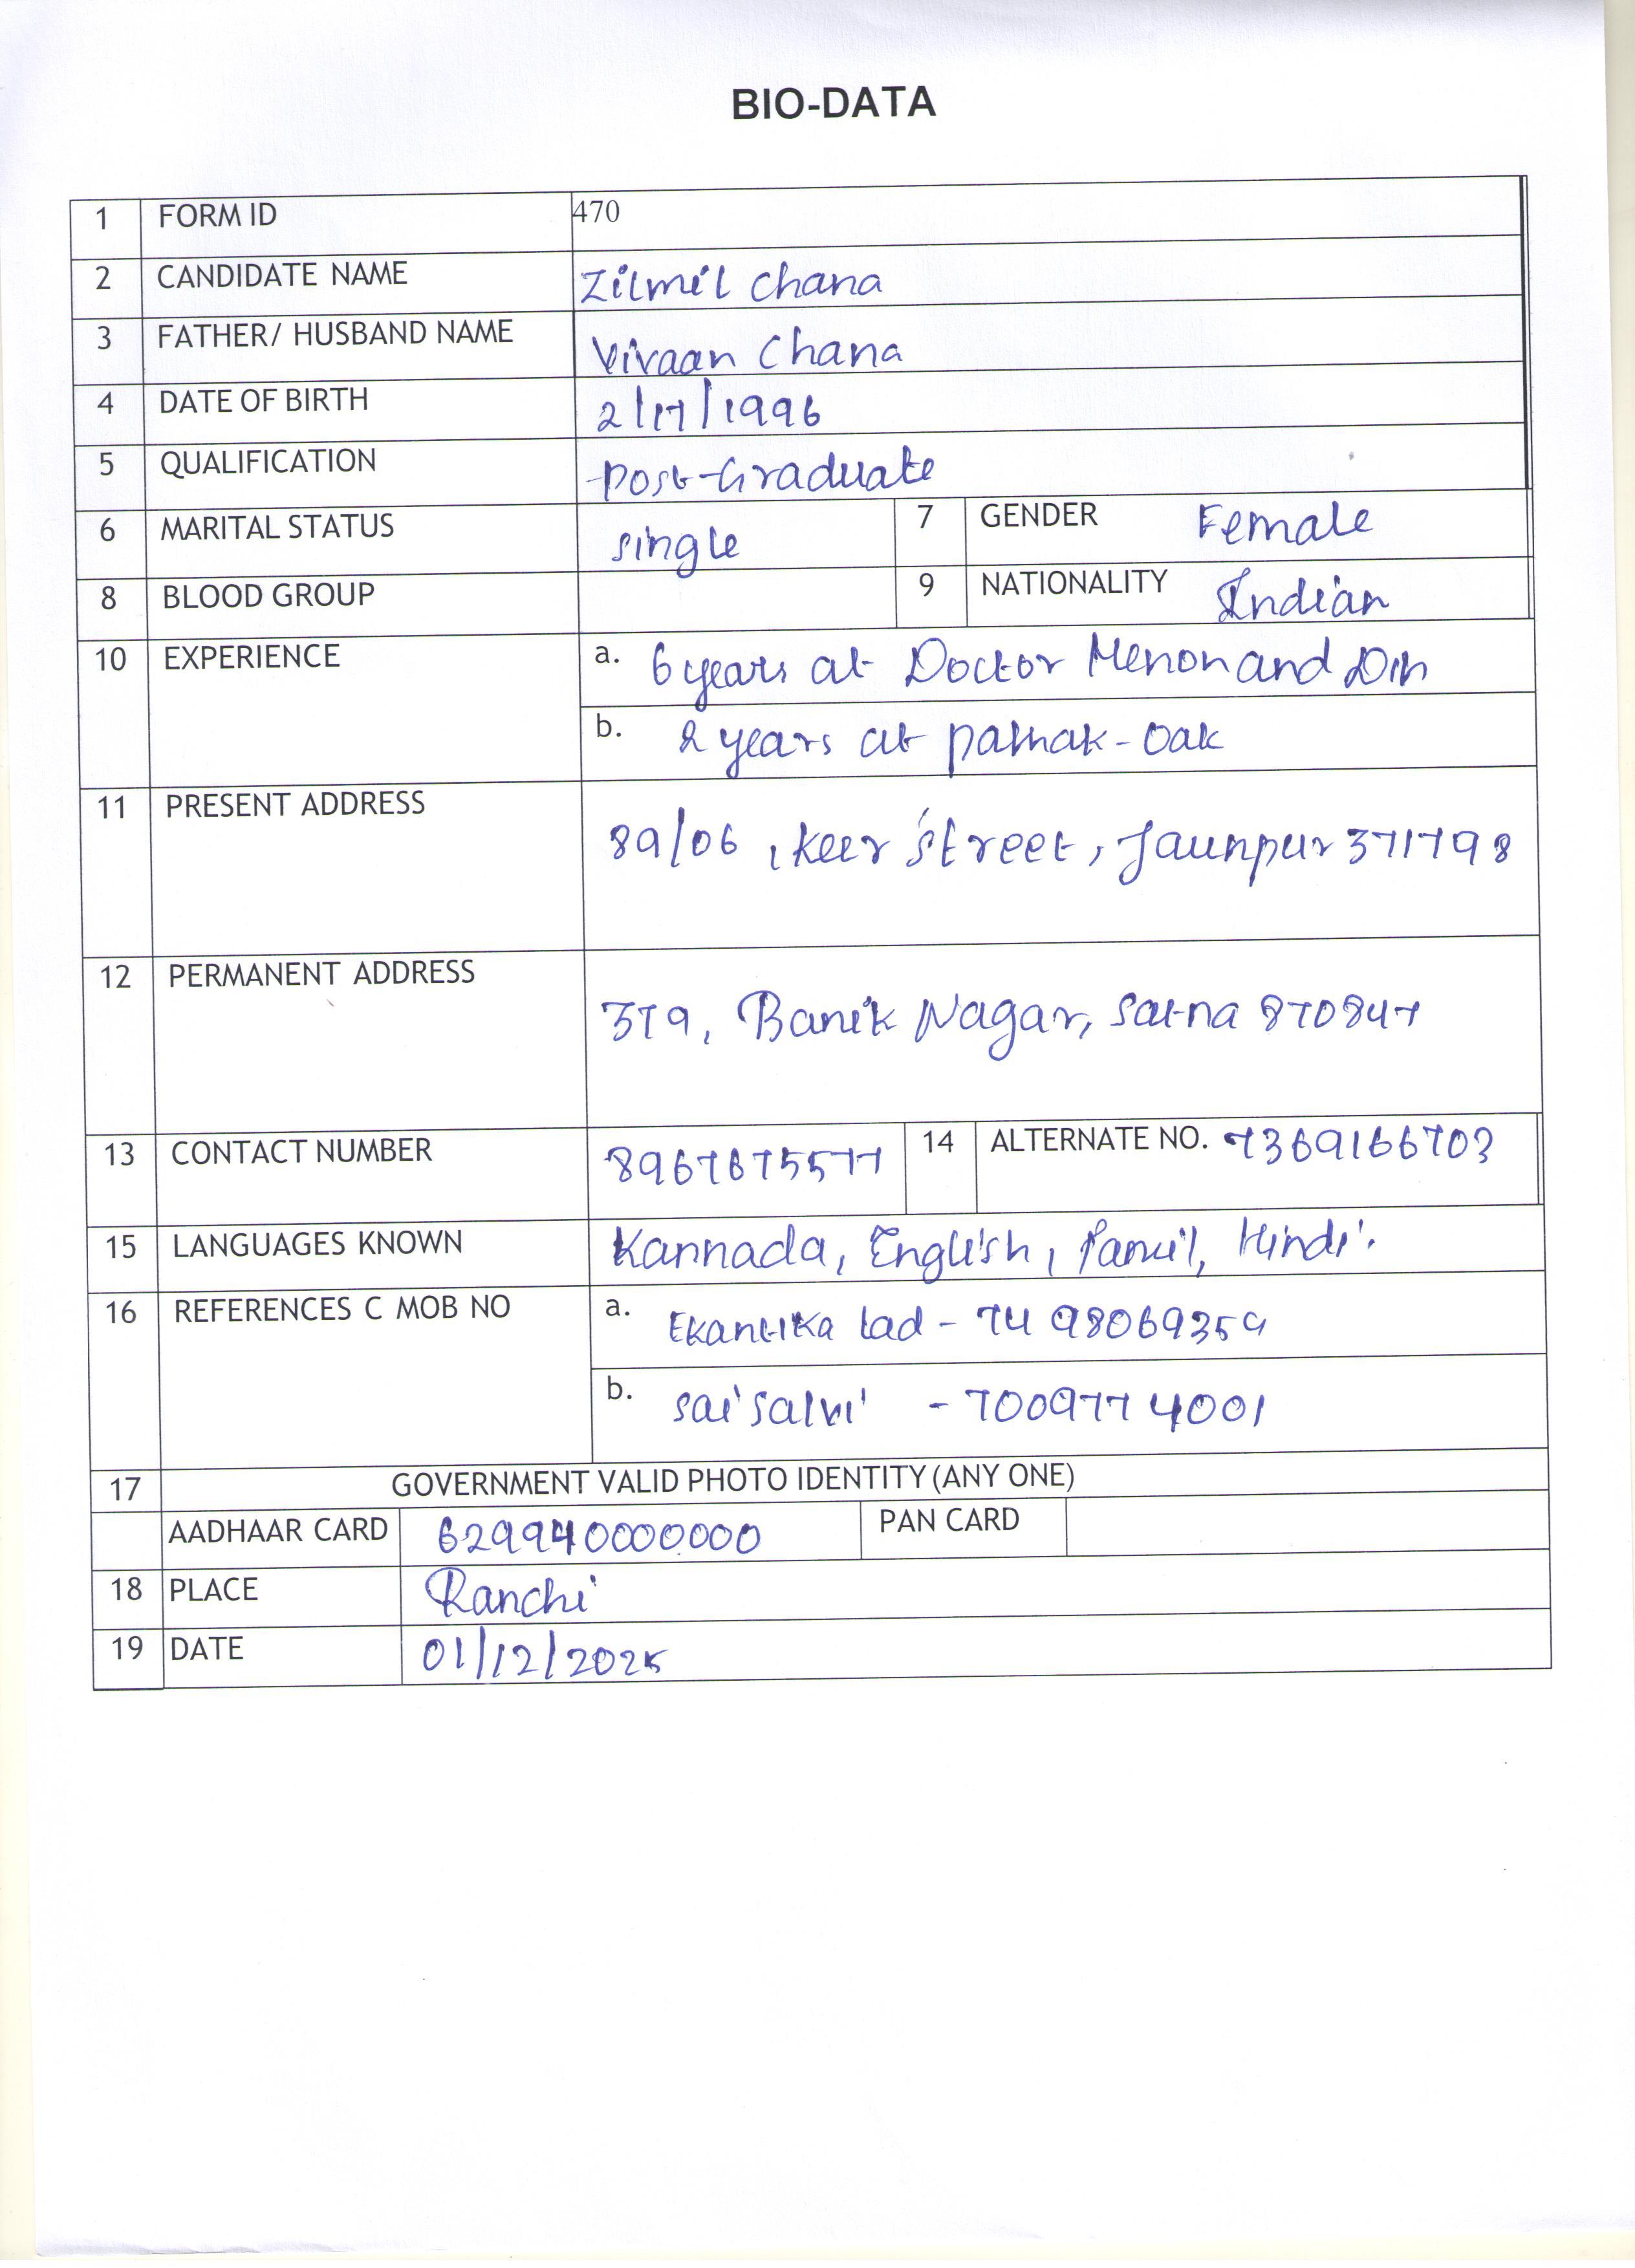 BIO-DATA
1 FORM ID 470
2 CANDIDATE NAME Zilmil Chana
3 FATHER/ HUSBAND NAME Vivaan Chana
4 DATE OF BIRTH 2/17/1996
5 QUALIFICATION Post-Graduate
6 MARITAL STATUS Single 7 GENDER Female
8 BLOOD GROUP 9 NATIONALITY Indian
10 EXPERIENCE a. 6 years at Doctor Menon and Din
b. 2 years at Pathak-Oak
11 PRESENT ADDRESS 89/06, Keer Street, Jaunpur 371798
12 PERMANENT ADDRESS 379, Banik Nagar, Satna 870847
13 CONTACT NUMBER 8967675577 14 ALTERNATE NO. 7369166703
15 LANGUAGES KNOWN Kannada, English, Tamil, Hindi.
16 REFERENCES C MOB NO a. Ekantika Lad - 7498069359
b. Sai Salvi - 7009774001
17 GOVERNMENT VALID PHOTO IDENTITY (ANY ONE)
AADHAAR CARD 629940000000 PAN CARD
18 PLACE Ranchi
19 DATE 01/12/2025